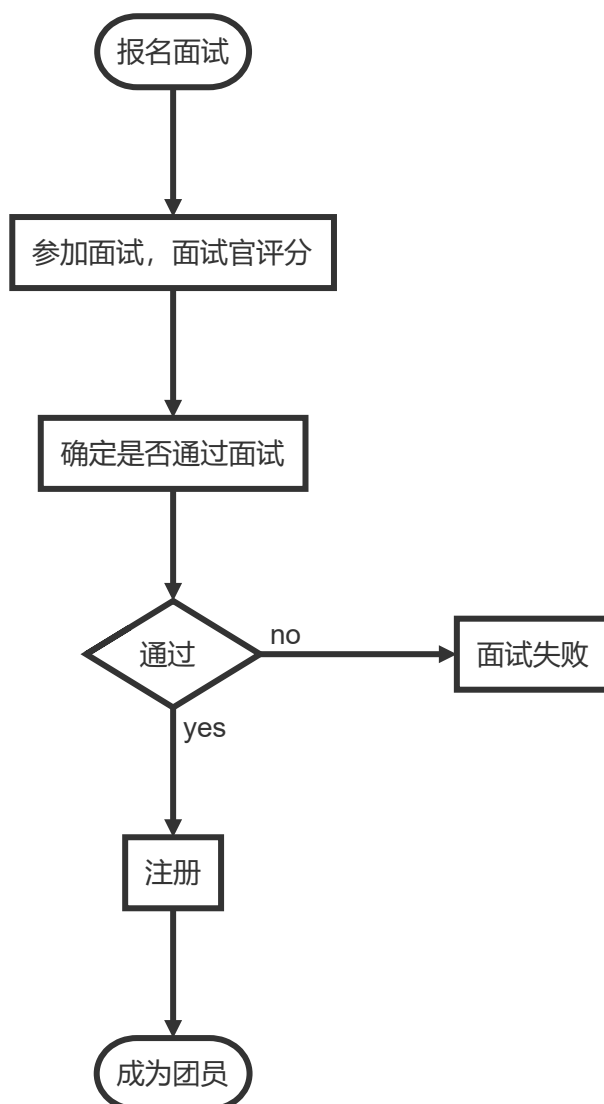 报名面试
参加面试，面试官评分
确定是否通过面试
通过
no
面试失败
yes
注册
成为团员